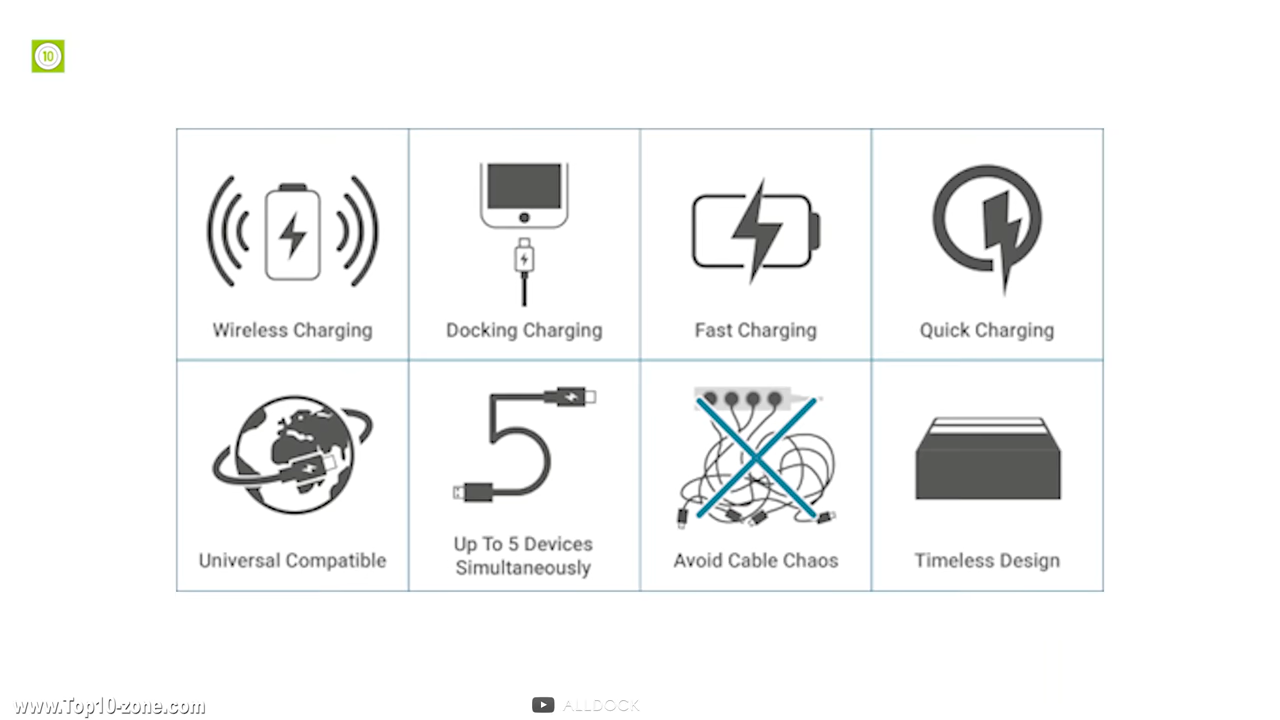 10
Wireless Charging
Docking Charging
Fast Charging
Quick Charging
Universal Compatible
Up To 5 Devices
Simultaneously
Avoid Cable Chaos
Timeless Design
www.Top10-zone.com
ALLDOCK